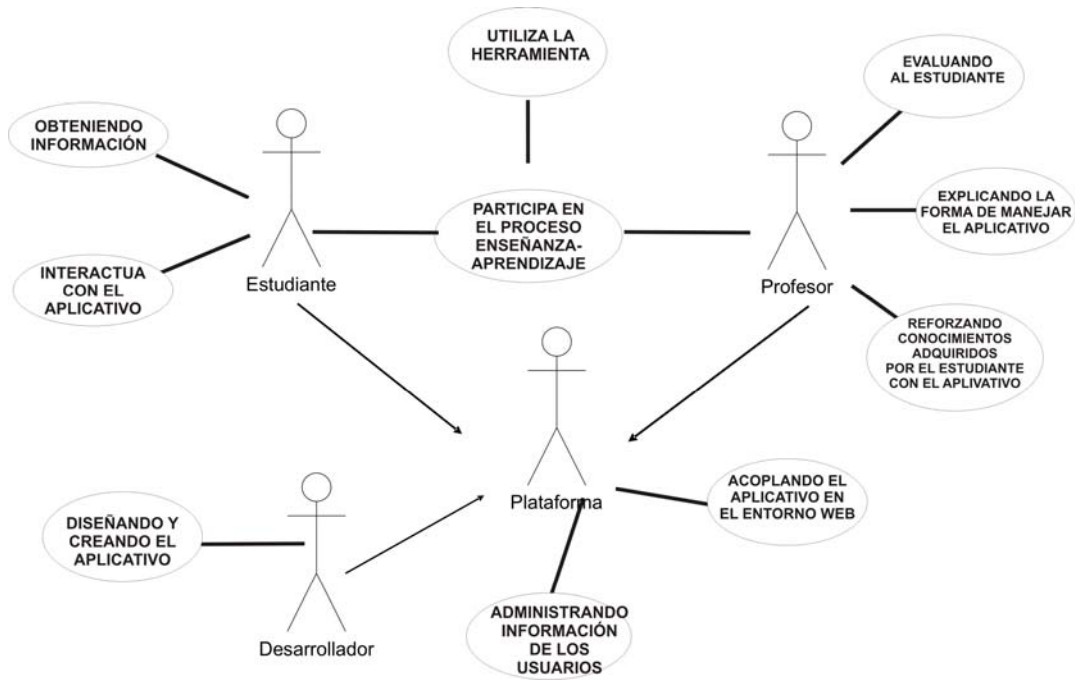 UTILIZA LA
HERRAMIENTA
EVALUANDO
AL ESTUDIANTE
OBTENIENDO
INFORMACIÓN
PARTICIPA EN
EL PROCESO
ENSEÑANZA-
APRENDIZAJE
EXPLICANDO LA
FORMA DE MANEJAR
EL APLICATIVO
INTERACTUA
CON EL
APLICATIVO
Estudiante
Profesor
REFORZANDO
CONOCIMIENTOS
ADQUIRIDOS
POR EL ESTUDIANTE
CON EL APLIVATIVO
Plataforma
ACOPLANDO EL
APLICATIVO EN
EL ENTORNO WEB
DISEÑANDO Y
CREANDO EL
APLICATIVO
Desarrollador
ADMINISTRANDO
INFORMACIÓN
DE LOS
USUARIOS